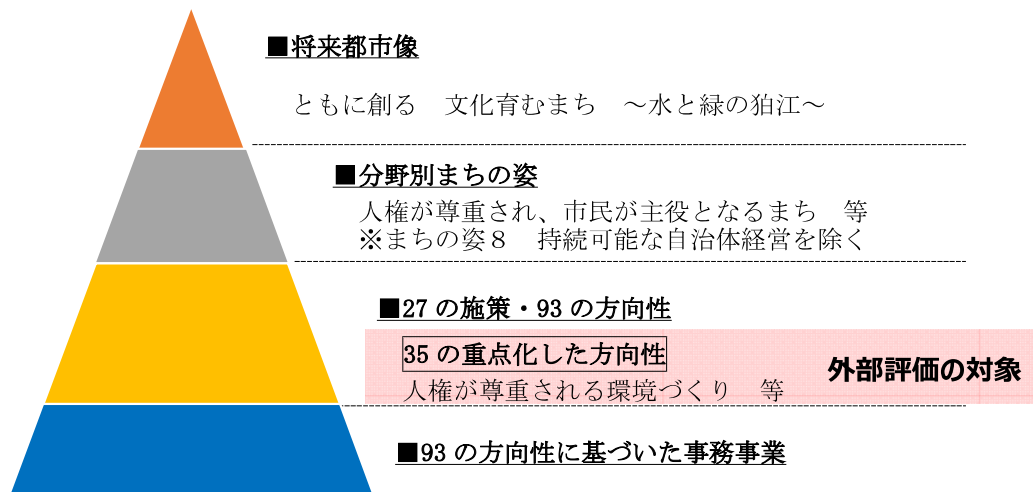 ■将来都市像
ともに創る　文化育むまち　～水と緑の狛江～
■分野別まちの姿
人権が尊重され、市民が主役となるまち　等
※まちの姿８　持続可能な自治体経営を除く
■27 の施策・93 の方向性
35 の重点化した方向性
外部評価の対象
人権が尊重される環境づくり　等
■93 の方向性に基づいた事務事業